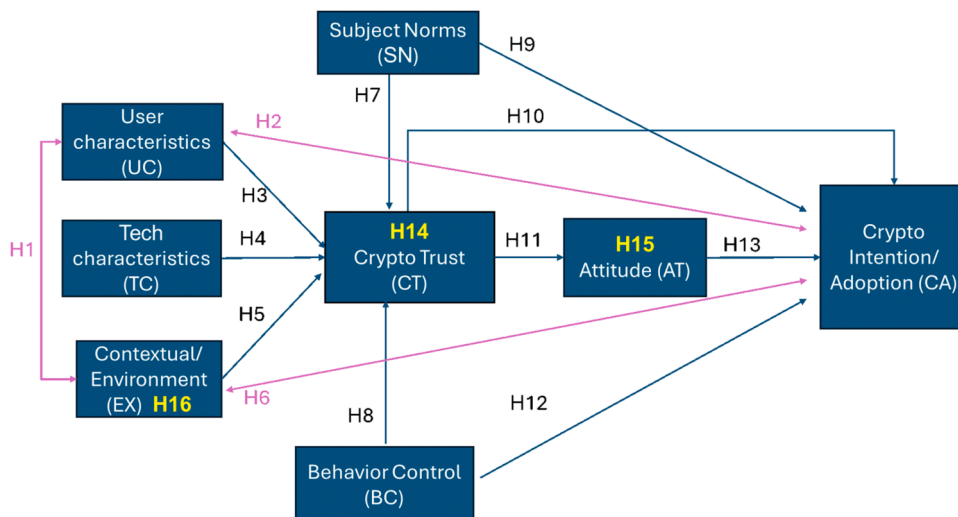 Subject Norms
(SN)
H9
H7
H10
User
characteristics
(UC)
H2
H3
H1
Tech
characteristics
(TC)
H4
H14
Crypto Trust
(CT)
H11
H15
Attitude (AT)
H13
Crypto
Intention/
Adoption (CA)
H5
Contextual/
Environment
(EX) H16
H6
H8
H12
Behavior Control
(BC)